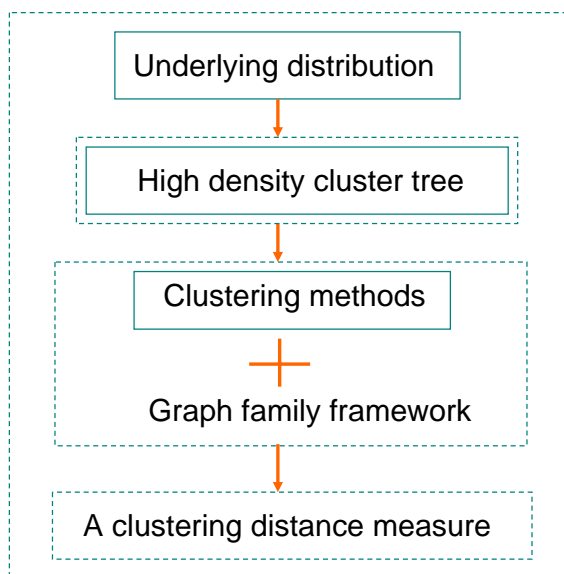 Underlying distribution
High density cluster tree
Clustering methods
Graph family framework
A clustering distance measure